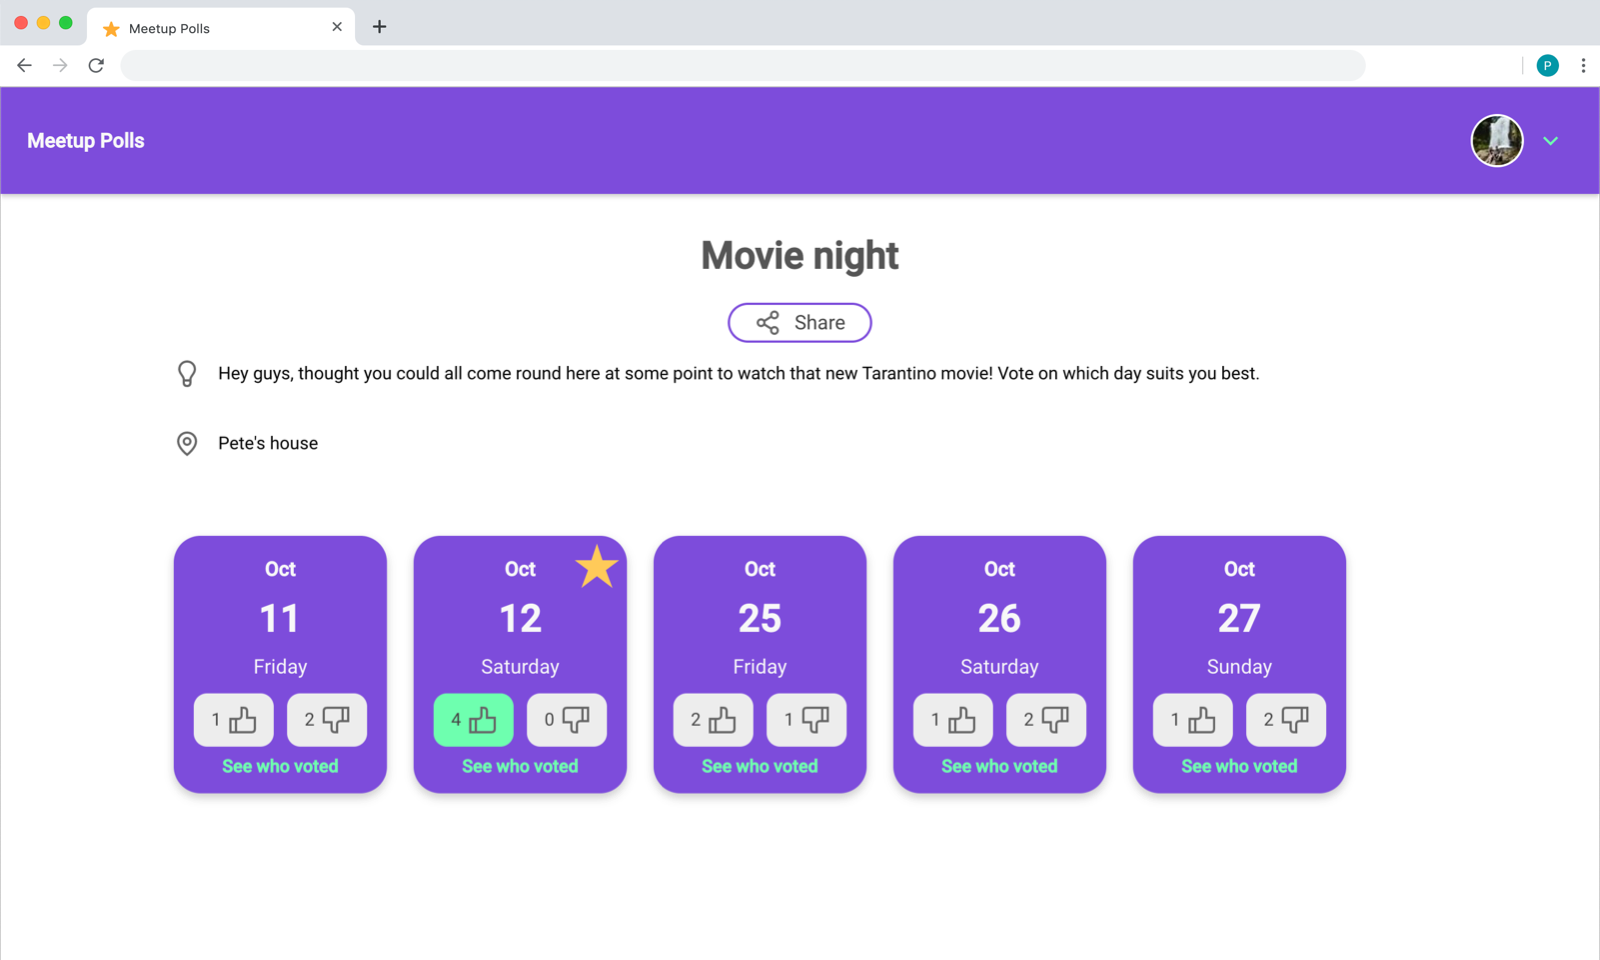 Meetup Polls
P
Meetup Polls
Movie night
Share
Hey guys, thought you could all come round here at some point to watch that new Tarantino movie! Vote on which day suits you best.
Pete's house
Oct
11
Friday
1 2
See who voted
Oct
12
Saturday
4 0
See who voted
Oct
25
Friday
2 1
See who voted
Oct
26
Saturday
1 2
See who voted
Oct
27
Sunday
1 2
See who voted